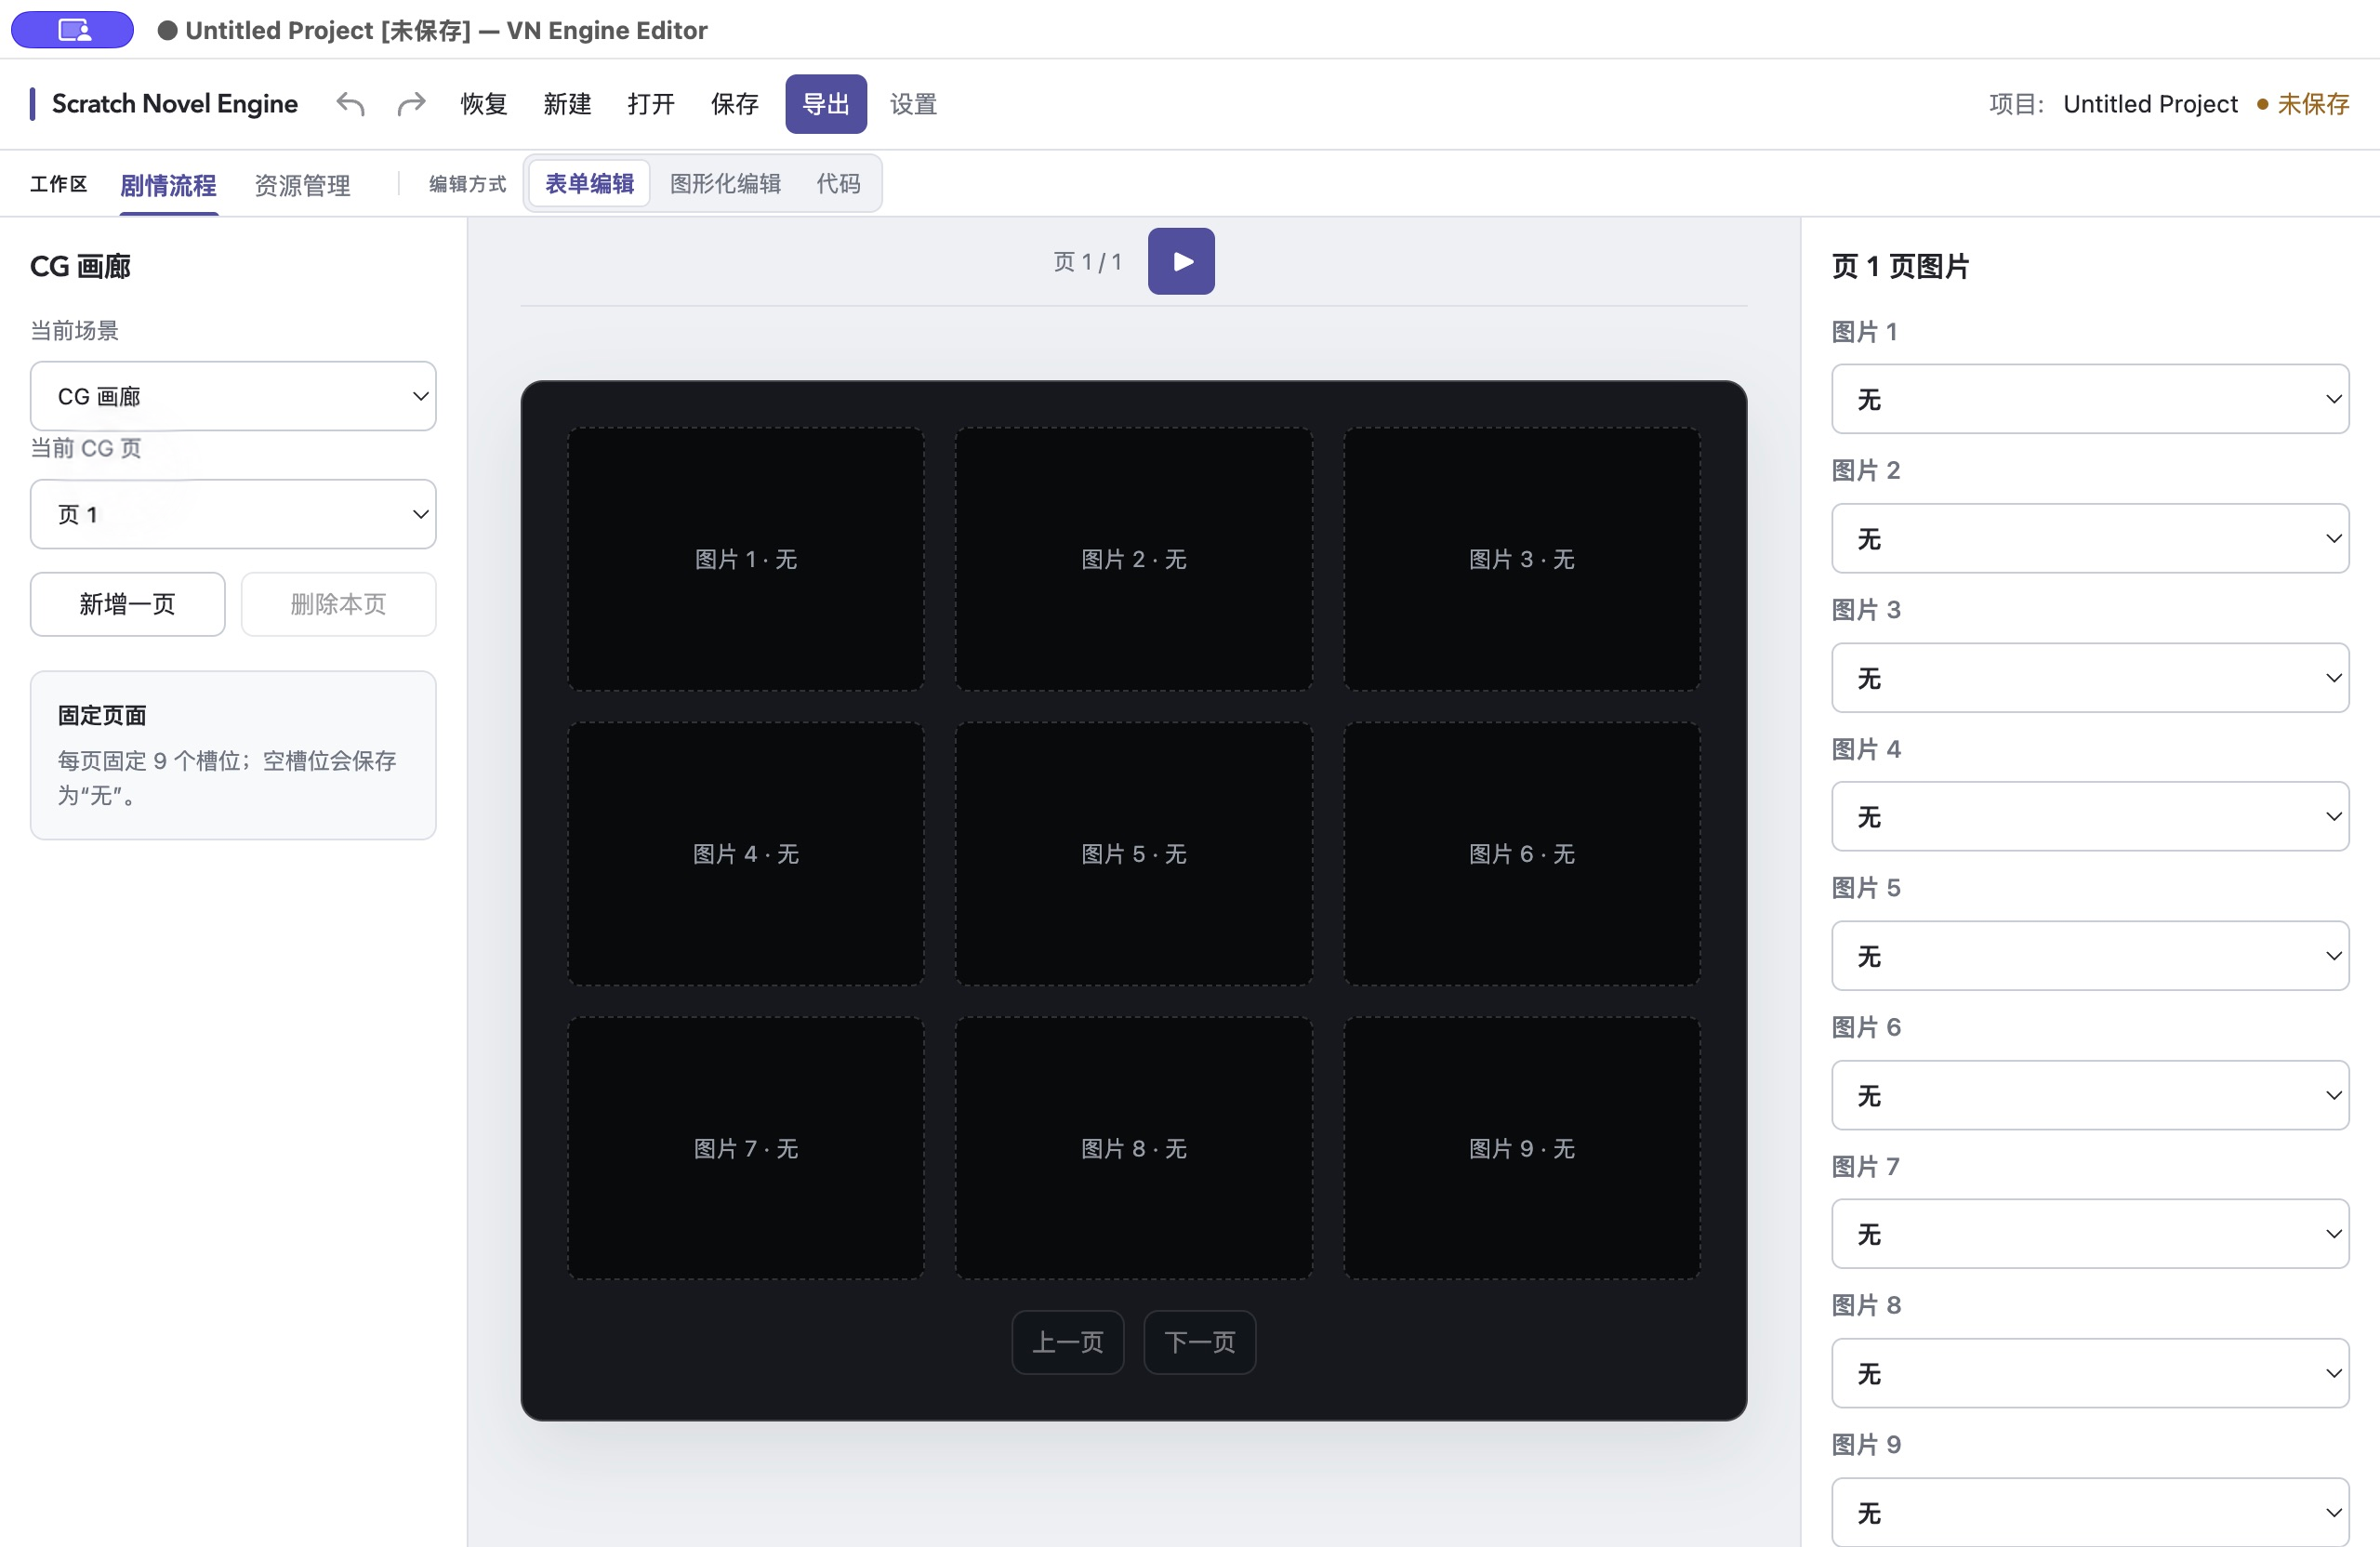 Untitled Project [未保存] — VN Engine Editor
Scratch Novel Engine 恢复 新建 打开 保存 导出 设置 项目: Untitled Project 未保存
工作区 剧情流程 资源管理 编辑方式 表单编辑 图形化编辑 代码
CG 画廊
当前场景
CG 画廊
当前 CG 页
页 1
新增一页 删除本页
固定页面
每页固定 9 个槽位；空槽位会保存
为“无”。
页 1 / 1
图片 1 · 无 图片 2 · 无 图片 3 · 无
图片 4 · 无 图片 5 · 无 图片 6 · 无
图片 7 · 无 图片 8 · 无 图片 9 · 无
上一页 下一页
页 1 页图片
图片 1
无
图片 2
无
图片 3
无
图片 4
无
图片 5
无
图片 6
无
图片 7
无
图片 8
无
图片 9
无